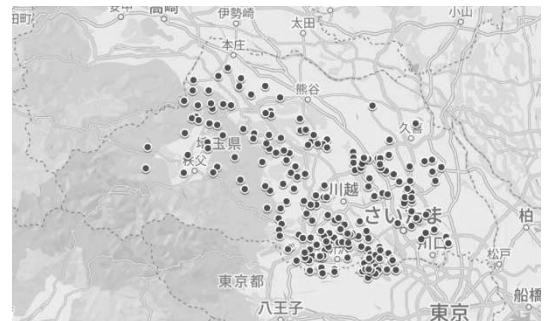 高崎
伊勢崎
太田
小山
本庄
熊谷
久喜
埼玉県
秩父
川越
さいたま
柏
川口
松戸
東京都
船橋
八王子
東京